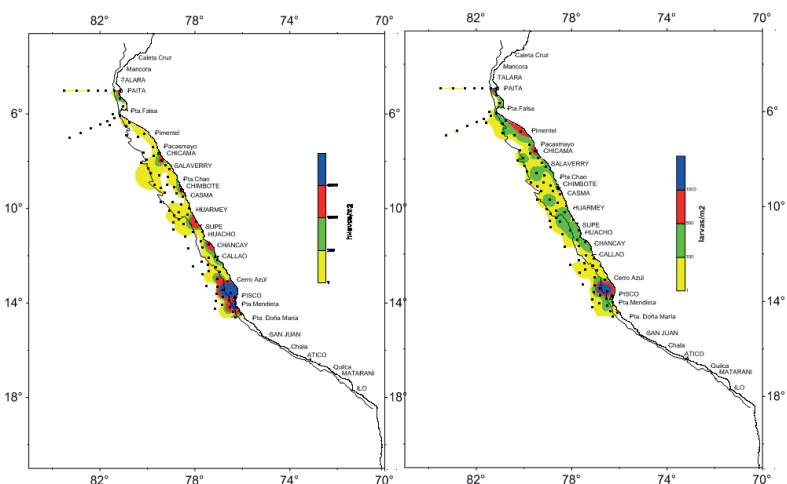 82° 78° 74° 70°
6°
10°
14°
18°
82° 78° 74° 70°
Caleta Cruz
Mancora
TALARA
PAITA
Pta.Falsa
Pimentel
Pacasmayo
CHICAMA
SALAVERRY
Pta.Chao
CHIMBOTE
CASMA
HUARMEY
SUPE
HUACHO
CHANCAY
CALLAO
Cerro Azúl
PISCO
Pta.Mendieta
Pta. Doña María
SAN JUAN
Chala
ATICO
Quilca
MATARANI
ILO
huevos/m2
82° 78° 74° 70°
6°
10°
14°
18°
82° 78° 74° 70°
Caleta Cruz
Mancora
TALARA
PAITA
Pta.Falsa
Pimentel
Pacasmayo
CHICAMA
SALAVERRY
Pta.Chao
CHIMBOTE
CASMA
HUARMEY
SUPE
HUACHO
CHANCAY
CALLAO
Cerro Azúl
PISCO
Pta.Mendieta
Pta. Doña María
SAN JUAN
Chala
ATICO
Quilca
MATARANI
ILO
1000
500
100
1
larvas/m2